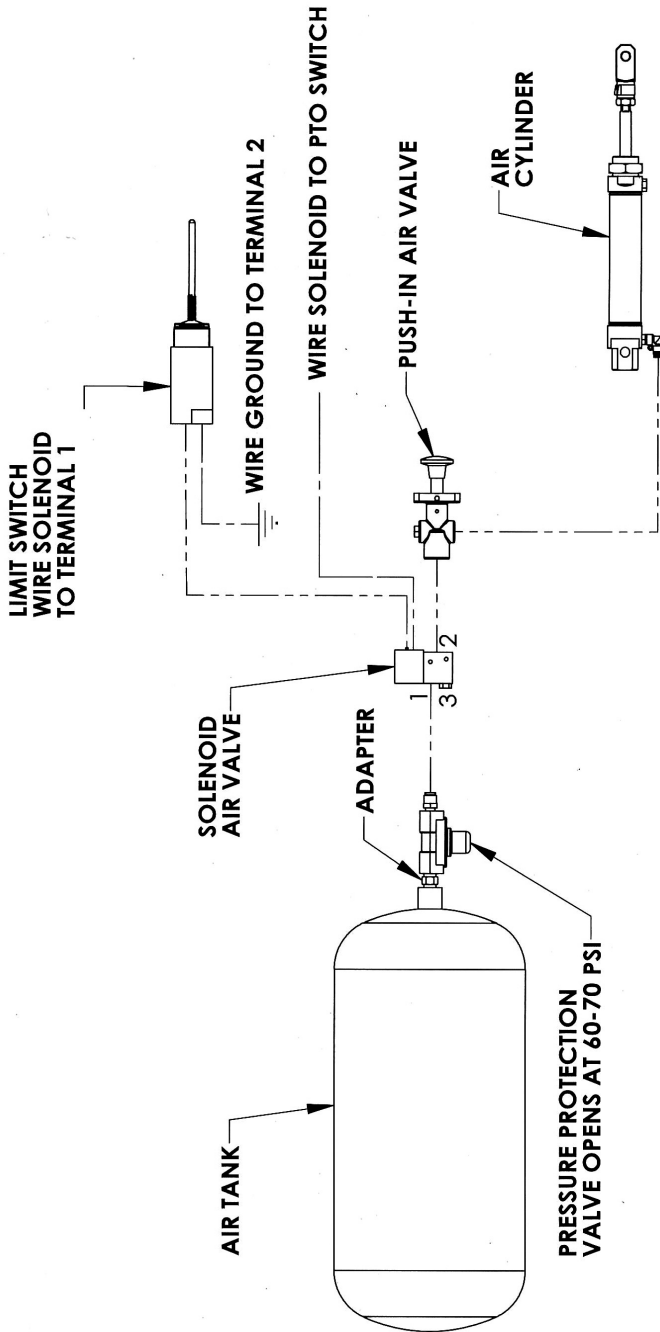 LIMIT SWITCH
WIRE SOLENOID
TO TERMINAL 1
WIRE GROUND TO TERMINAL 2
WIRE SOLENOID TO PTO SWITCH
SOLENOID
AIR VALVE
PUSH-IN AIR VALVE
AIR
CYLINDER
1
2
3
ADAPTER
AIR TANK
PRESSURE PROTECTION
VALVE OPENS AT 60-70 PSI